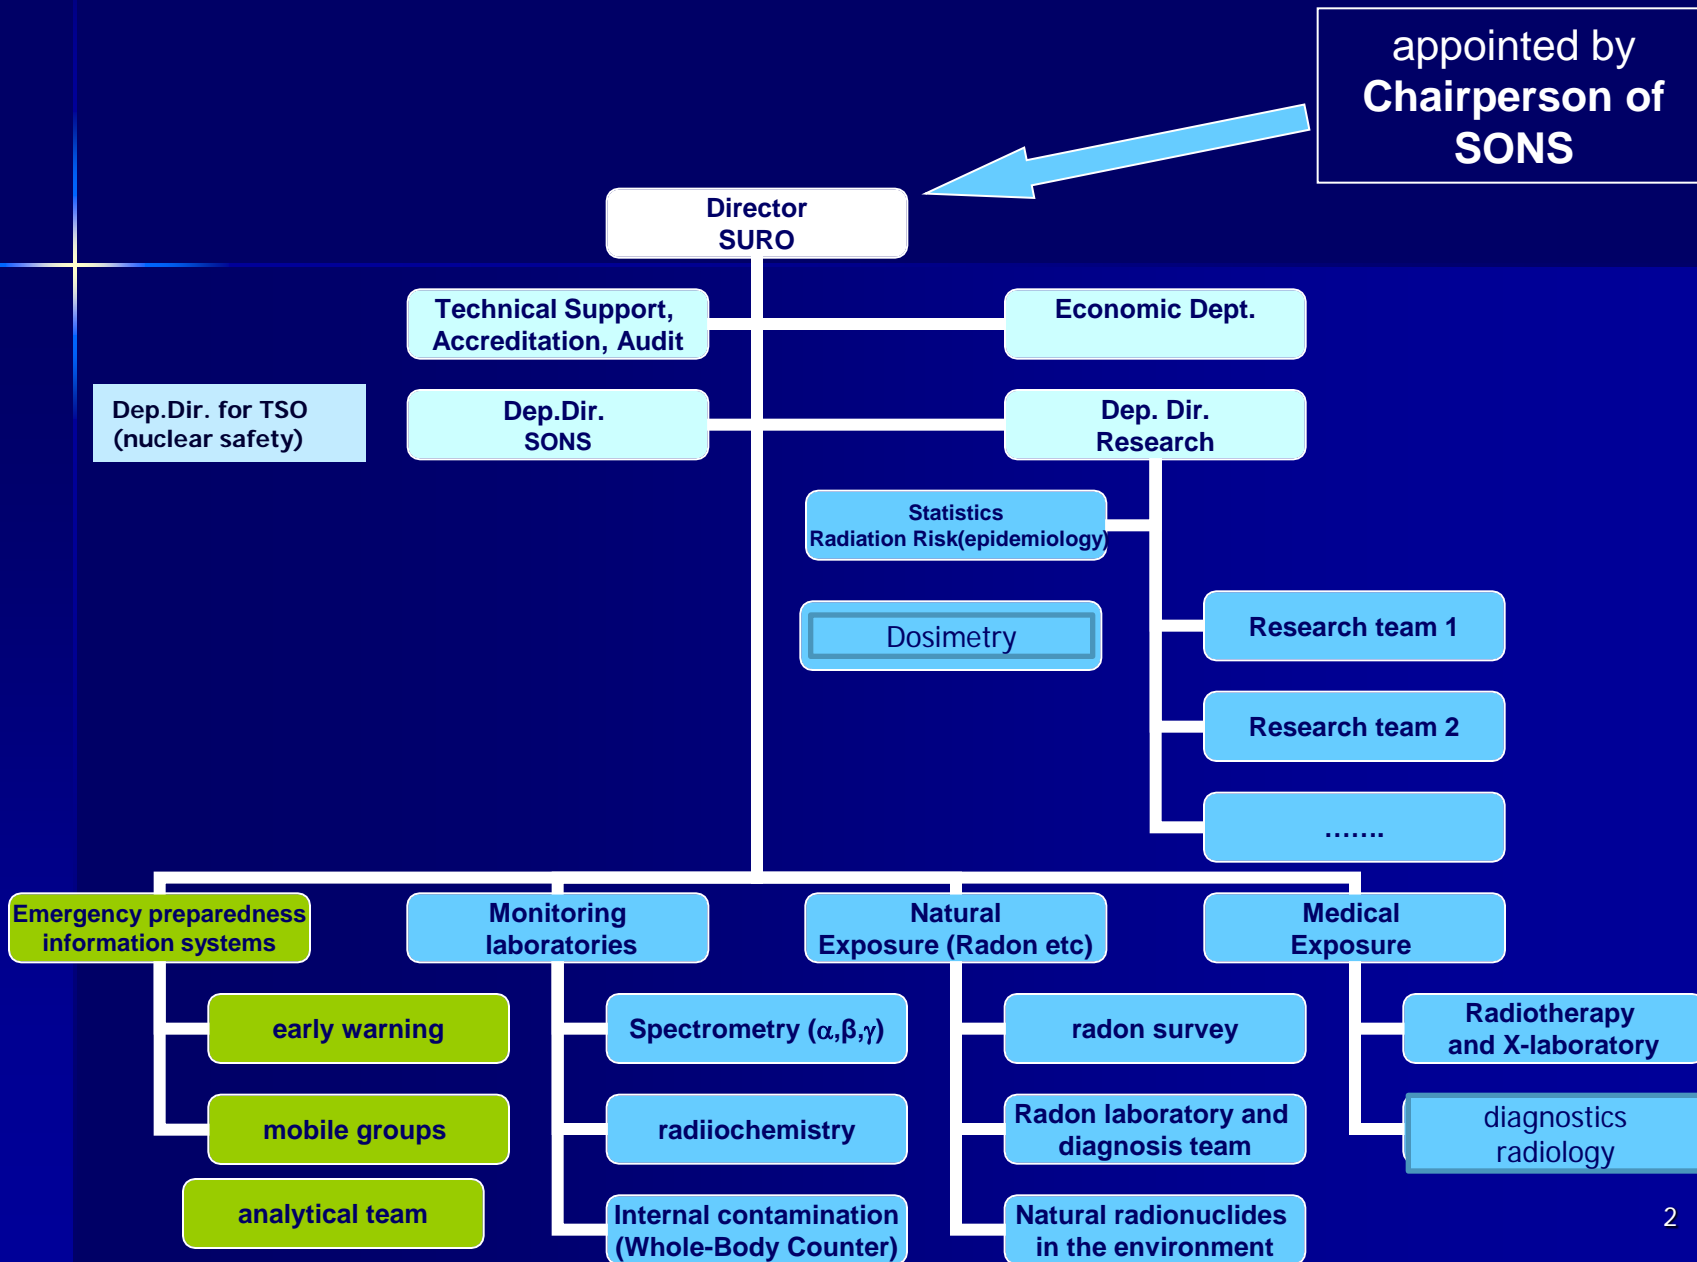 appointed by
Chairperson of
SONS
Director
SURO
Technical Support,
Accreditation, Audit
Economic Dept.
Dep.Dir. for TSO
(nuclear safety)
Dep.Dir.
SONS
Dep. Dir.
Research
Statistics
Radiation Risk(epidemiology)
Dosimetry
Research team 1
Research team 2
.......
Emergency preparedness
information systems
Monitoring
laboratories
Natural
Exposure (Radon etc)
Medical
Exposure
early warning
Spectrometry (α,β,γ)
radon survey
Radiotherapy
and X-laboratory
mobile groups
radiiochemistry
Radon laboratory and
diagnosis team
diagnostics
radiology
analytical team
Internal contamination
(Whole-Body Counter)
Natural radionuclides
in the environment
2